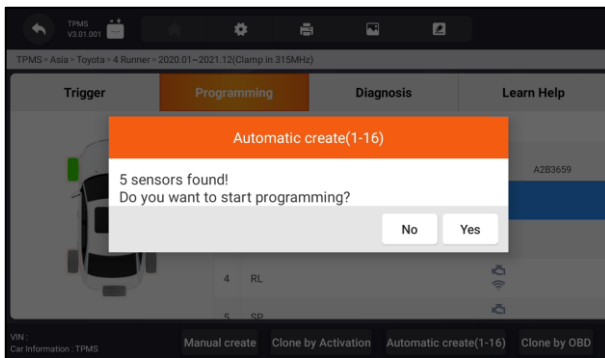 TPMS
V3.01.001
TPMS > Asia > Toyota > 4 Runner > 2020.01~2021.12(Clamp in 315MHz)
Trigger
Programming
Diagnosis
Learn Help
Automatic create(1-16)
A2B3659
5 sensors found!
Do you want to start programming?
No
Yes
4 RL
5 SP
VIN :
Car Information : TPMS
Manual create
Clone by Activation
Automatic create(1-16)
Clone by OBD